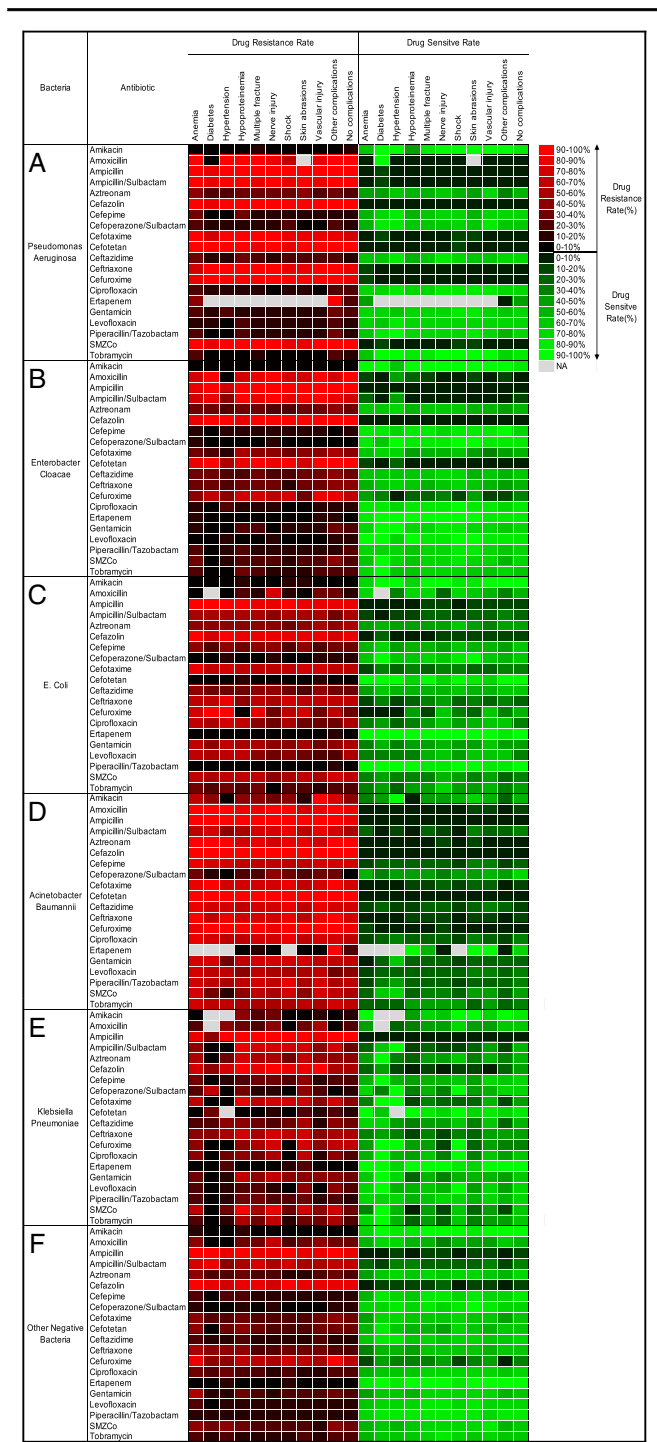 Drug Resistance Rate
Drug Sensitve Rate
Bacteria
Antibiotic
Anemia
Diabetes
Hypertension
Hypoproteinemia
Multiple fracture
Nerve injury
Shock
Skin abrasions
Vascular injury
Other complications
No complications
Anemia
Diabetes
Hypertension
Hypoproteinemia
Multiple fracture
Nerve injury
Shock
Skin abrasions
Vascular injury
Other complications
No complications
A
Pseudomonas
Aeruginosa
Amikacin
Amoxicillin
Ampicillin
Ampicillin/Sulbactam
Aztreonam
Cefazolin
Cefepime
Cefoperazone/Sulbactam
Cefotaxime
Cefotetan
Ceftazidime
Ceftriaxone
Cefuroxime
Ciprofloxacin
Ertapenem
Gentamicin
Levofloxacin
Piperacillin/Tazobactam
SMZCo
Tobramycin
B
Enterobacter
Cloacae
Amikacin
Amoxicillin
Ampicillin
Ampicillin/Sulbactam
Aztreonam
Cefazolin
Cefepime
Cefoperazone/Sulbactam
Cefotaxime
Cefotetan
Ceftazidime
Ceftriaxone
Cefuroxime
Ciprofloxacin
Ertapenem
Gentamicin
Levofloxacin
Piperacillin/Tazobactam
SMZCo
Tobramycin
C
E. Coli
Amikacin
Amoxicillin
Ampicillin
Ampicillin/Sulbactam
Aztreonam
Cefazolin
Cefepime
Cefoperazone/Sulbactam
Cefotaxime
Cefotetan
Ceftazidime
Ceftriaxone
Cefuroxime
Ciprofloxacin
Ertapenem
Gentamicin
Levofloxacin
Piperacillin/Tazobactam
SMZCo
Tobramycin
D
Acinetobacter
Baumannii
Amikacin
Amoxicillin
Ampicillin
Ampicillin/Sulbactam
Aztreonam
Cefazolin
Cefepime
Cefoperazone/Sulbactam
Cefotaxime
Cefotetan
Ceftazidime
Ceftriaxone
Cefuroxime
Ciprofloxacin
Ertapenem
Gentamicin
Levofloxacin
Piperacillin/Tazobactam
SMZCo
Tobramycin
E
Klebsiella
Pneumoniae
Amikacin
Amoxicillin
Ampicillin
Ampicillin/Sulbactam
Aztreonam
Cefazolin
Cefepime
Cefoperazone/Sulbactam
Cefotaxime
Cefotetan
Ceftazidime
Ceftriaxone
Cefuroxime
Ciprofloxacin
Ertapenem
Gentamicin
Levofloxacin
Piperacillin/Tazobactam
SMZCo
Tobramycin
F
Other Negative
Bacteria
Amikacin
Amoxicillin
Ampicillin
Ampicillin/Sulbactam
Aztreonam
Cefazolin
Cefepime
Cefoperazone/Sulbactam
Cefotaxime
Cefotetan
Ceftazidime
Ceftriaxone
Cefuroxime
Ciprofloxacin
Ertapenem
Gentamicin
Levofloxacin
Piperacillin/Tazobactam
SMZCo
Tobramycin
90-100%
80-90%
70-80%
60-70%
50-60%
40-50%
30-40%
20-30%
10-20%
0-10%
0-10%
10-20%
20-30%
30-40%
40-50%
50-60%
60-70%
70-80%
80-90%
90-100%
NA
Drug
Resistance
Rate(%)
Drug
Sensitve
Rate(%)